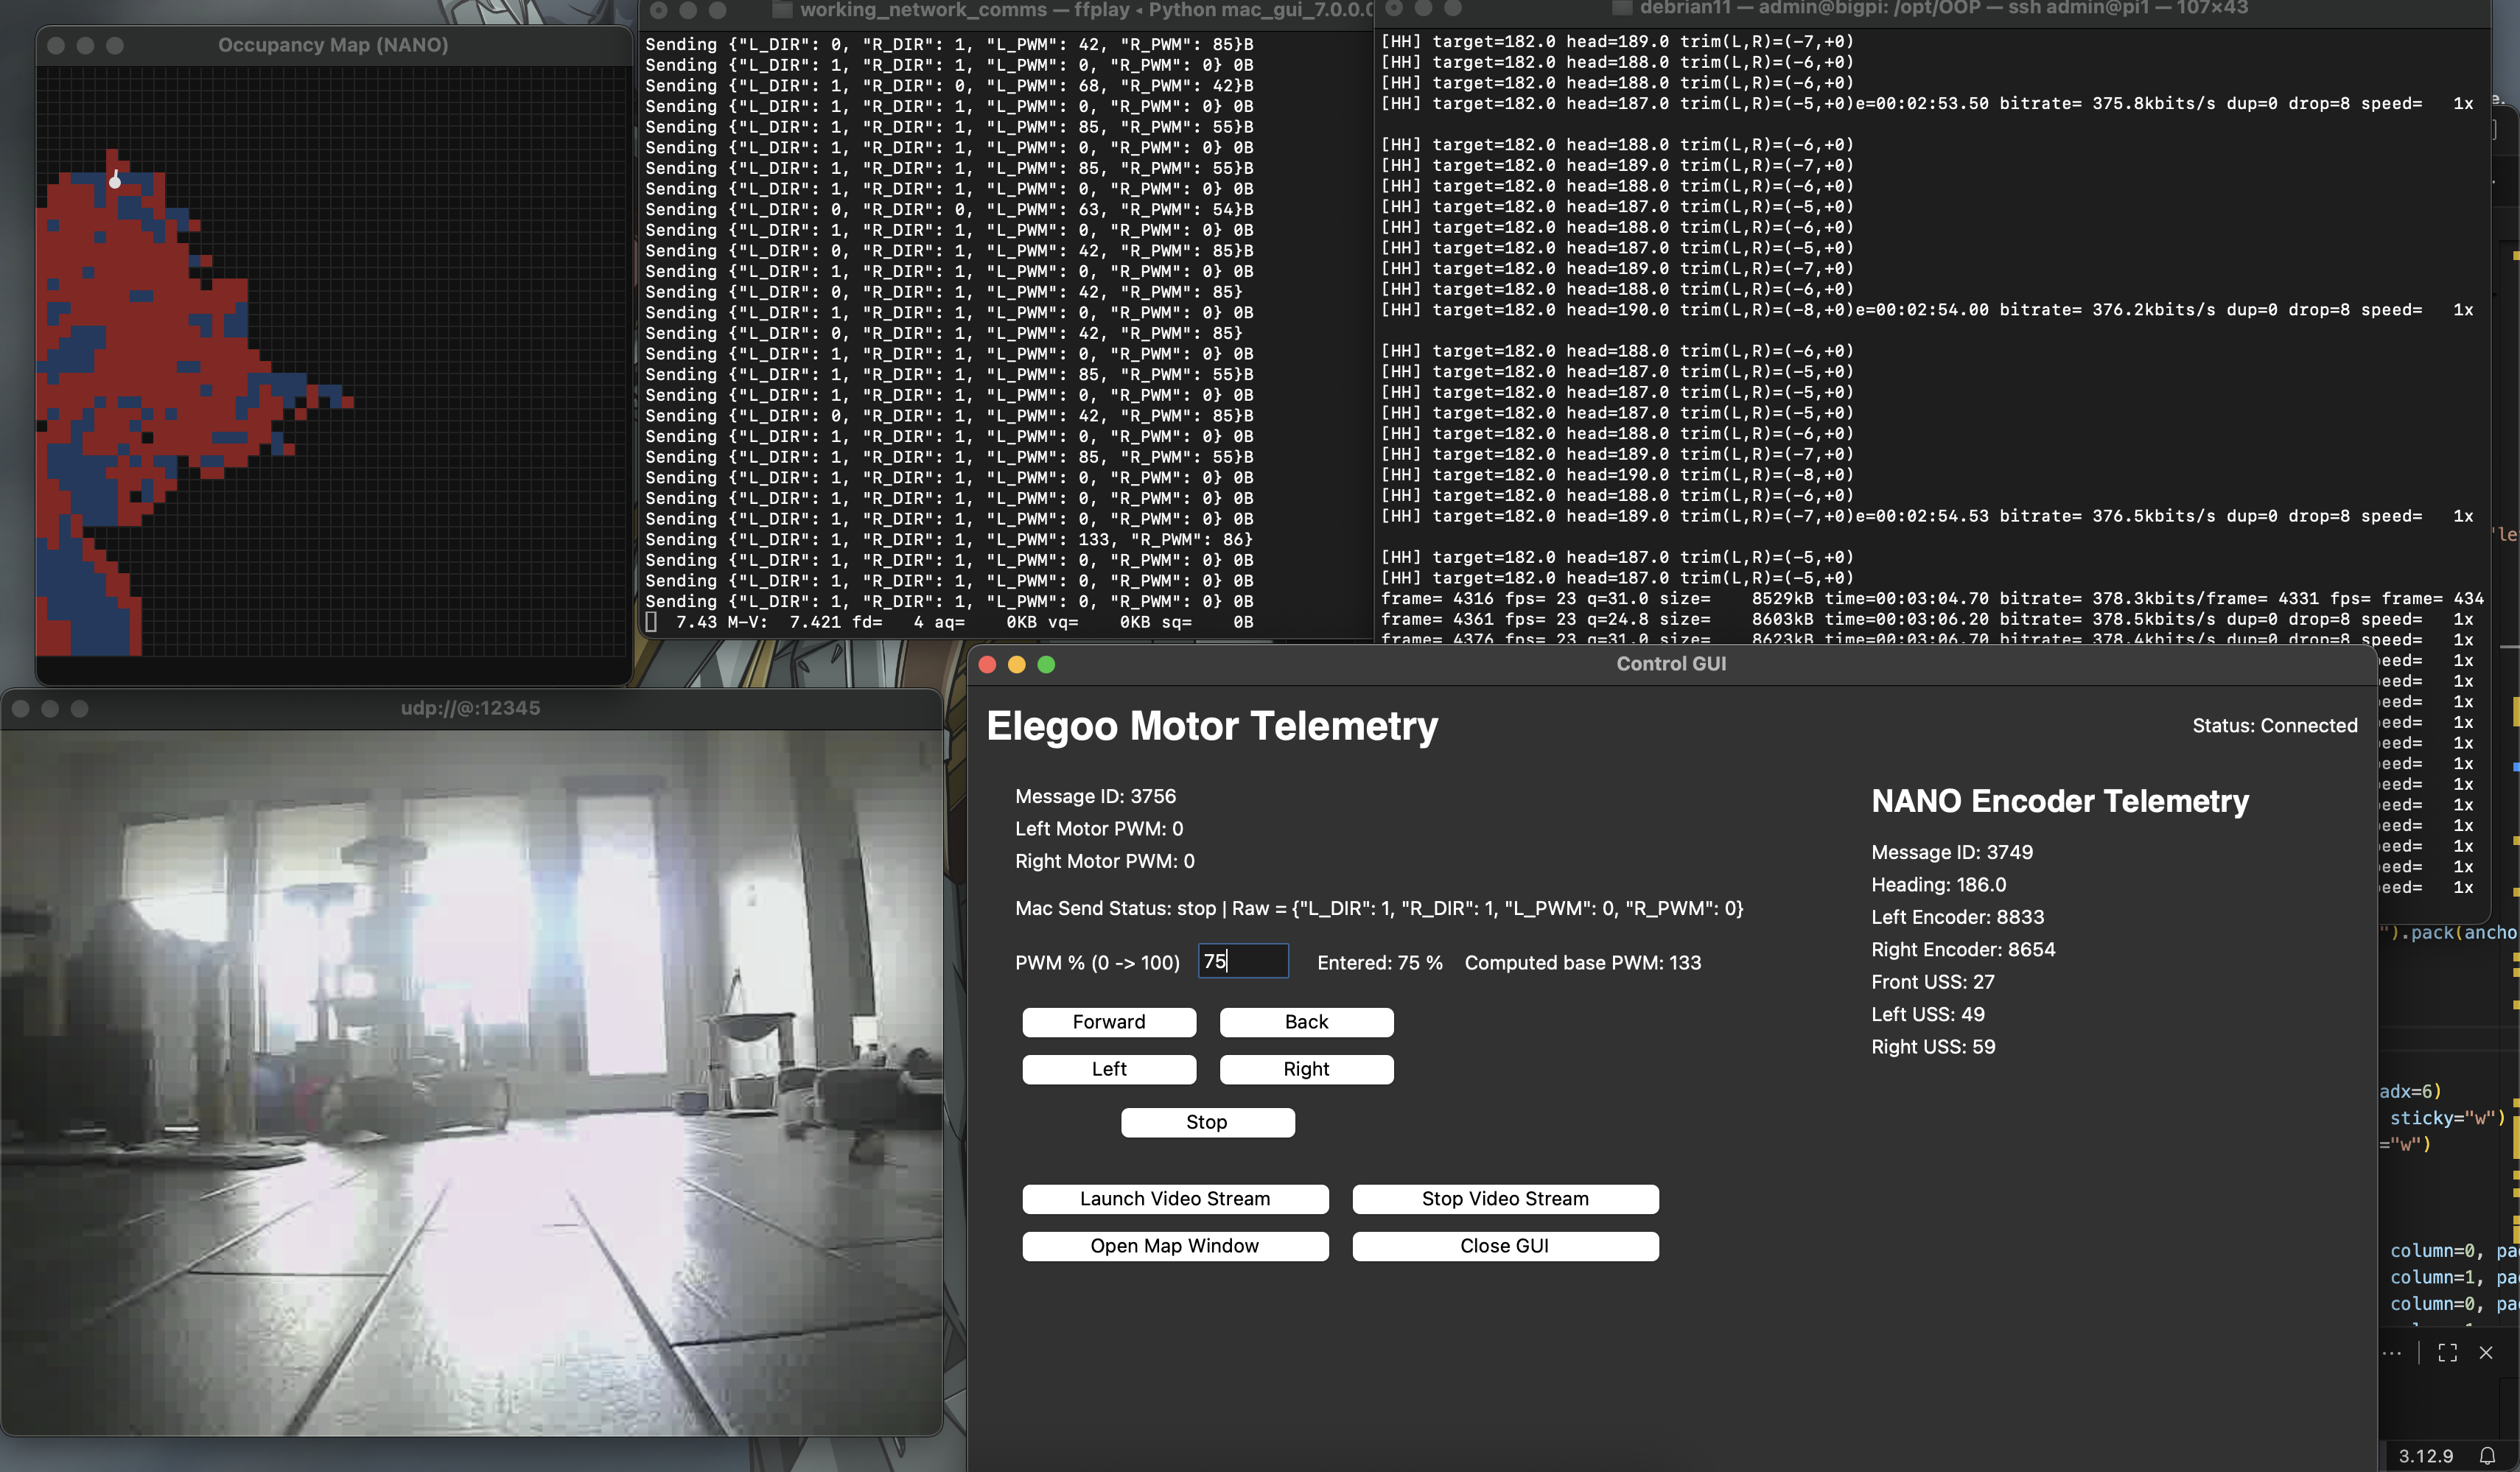 Occupancy Map (NANO)
working_network_comms — ffplay ◂ Python mac_gui_7.0.0.0
Sending {"L_DIR": 0, "R_DIR": 1, "L_PWM": 42, "R_PWM": 85}B
Sending {"L_DIR": 1, "R_DIR": 1, "L_PWM": 0, "R_PWM": 0} 0B
Sending {"L_DIR": 1, "R_DIR": 0, "L_PWM": 68, "R_PWM": 42}B
Sending {"L_DIR": 1, "R_DIR": 1, "L_PWM": 0, "R_PWM": 0} 0B
Sending {"L_DIR": 1, "R_DIR": 1, "L_PWM": 85, "R_PWM": 55}B
Sending {"L_DIR": 1, "R_DIR": 1, "L_PWM": 0, "R_PWM": 0} 0B
Sending {"L_DIR": 1, "R_DIR": 1, "L_PWM": 85, "R_PWM": 55}B
Sending {"L_DIR": 1, "R_DIR": 1, "L_PWM": 0, "R_PWM": 0} 0B
Sending {"L_DIR": 0, "R_DIR": 0, "L_PWM": 63, "R_PWM": 54}B
Sending {"L_DIR": 1, "R_DIR": 1, "L_PWM": 0, "R_PWM": 0} 0B
Sending {"L_DIR": 0, "R_DIR": 1, "L_PWM": 42, "R_PWM": 85}B
Sending {"L_DIR": 1, "R_DIR": 1, "L_PWM": 0, "R_PWM": 0} 0B
Sending {"L_DIR": 0, "R_DIR": 1, "L_PWM": 42, "R_PWM": 85}
Sending {"L_DIR": 1, "R_DIR": 1, "L_PWM": 0, "R_PWM": 0} 0B
Sending {"L_DIR": 0, "R_DIR": 1, "L_PWM": 42, "R_PWM": 85}
Sending {"L_DIR": 1, "R_DIR": 1, "L_PWM": 0, "R_PWM": 0} 0B
Sending {"L_DIR": 1, "R_DIR": 1, "L_PWM": 85, "R_PWM": 55}B
Sending {"L_DIR": 1, "R_DIR": 1, "L_PWM": 0, "R_PWM": 0} 0B
Sending {"L_DIR": 0, "R_DIR": 1, "L_PWM": 42, "R_PWM": 85}B
Sending {"L_DIR": 1, "R_DIR": 1, "L_PWM": 0, "R_PWM": 0} 0B
Sending {"L_DIR": 1, "R_DIR": 1, "L_PWM": 85, "R_PWM": 55}B
Sending {"L_DIR": 1, "R_DIR": 1, "L_PWM": 0, "R_PWM": 0} 0B
Sending {"L_DIR": 1, "R_DIR": 1, "L_PWM": 0, "R_PWM": 0} 0B
Sending {"L_DIR": 1, "R_DIR": 1, "L_PWM": 0, "R_PWM": 0} 0B
Sending {"L_DIR": 1, "R_DIR": 1, "L_PWM": 133, "R_PWM": 86}
Sending {"L_DIR": 1, "R_DIR": 1, "L_PWM": 0, "R_PWM": 0} 0B
Sending {"L_DIR": 1, "R_DIR": 1, "L_PWM": 0, "R_PWM": 0} 0B
Sending {"L_DIR": 1, "R_DIR": 1, "L_PWM": 0, "R_PWM": 0} 0B
7.43 M-V: 7.421 fd= 4 aq= 0KB vq= 0KB sq= 0B
debrian11 — admin@bigpi: /opt/OOP — ssh admin@pi1 — 107×43
[HH] target=182.0 head=189.0 trim(L,R)=(-7,+0)
[HH] target=182.0 head=188.0 trim(L,R)=(-6,+0)
[HH] target=182.0 head=188.0 trim(L,R)=(-6,+0)
[HH] target=182.0 head=187.0 trim(L,R)=(-5,+0)e=00:02:53.50 bitrate= 375.8kbits/s dup=0 drop=8 speed= 1x
[HH] target=182.0 head=188.0 trim(L,R)=(-6,+0)
[HH] target=182.0 head=189.0 trim(L,R)=(-7,+0)
[HH] target=182.0 head=188.0 trim(L,R)=(-6,+0)
[HH] target=182.0 head=187.0 trim(L,R)=(-5,+0)
[HH] target=182.0 head=188.0 trim(L,R)=(-6,+0)
[HH] target=182.0 head=187.0 trim(L,R)=(-5,+0)
[HH] target=182.0 head=189.0 trim(L,R)=(-7,+0)
[HH] target=182.0 head=188.0 trim(L,R)=(-6,+0)
[HH] target=182.0 head=190.0 trim(L,R)=(-8,+0)e=00:02:54.00 bitrate= 376.2kbits/s dup=0 drop=8 speed= 1x
[HH] target=182.0 head=188.0 trim(L,R)=(-6,+0)
[HH] target=182.0 head=187.0 trim(L,R)=(-5,+0)
[HH] target=182.0 head=187.0 trim(L,R)=(-5,+0)
[HH] target=182.0 head=187.0 trim(L,R)=(-5,+0)
[HH] target=182.0 head=188.0 trim(L,R)=(-6,+0)
[HH] target=182.0 head=189.0 trim(L,R)=(-7,+0)
[HH] target=182.0 head=190.0 trim(L,R)=(-8,+0)
[HH] target=182.0 head=188.0 trim(L,R)=(-6,+0)
[HH] target=182.0 head=189.0 trim(L,R)=(-7,+0)e=00:02:54.53 bitrate= 376.5kbits/s dup=0 drop=8 speed= 1x
[HH] target=182.0 head=187.0 trim(L,R)=(-5,+0)
[HH] target=182.0 head=187.0 trim(L,R)=(-5,+0)
frame= 4316 fps= 23 q=31.0 size= 8529kB time=00:03:04.70 bitrate= 378.3kbits/frame= 4331 fps= frame= 434
frame= 4361 fps= 23 q=24.8 size= 8603kB time=00:03:06.20 bitrate= 378.5kbits/s dup=0 drop=8 speed= 1x
frame= 4376 fps= 23 q=31.0 size= 8623kB time=00:03:06.70 bitrate= 378.4kbits/s dup=0 drop=8 speed= 1x
eed= 1x
eed= 1x
eed= 1x
eed= 1x
eed= 1x
eed= 1x
eed= 1x
eed= 1x
eed= 1x
eed= 1x
eed= 1x
eed= 1x
udp://@:12345
Control GUI
Elegoo Motor Telemetry
Status: Connected
Message ID: 3756
Left Motor PWM: 0
Right Motor PWM: 0
Mac Send Status: stop | Raw = {"L_DIR": 1, "R_DIR": 1, "L_PWM": 0, "R_PWM": 0}
PWM % (0 -> 100) 75 Entered: 75 % Computed base PWM: 133
Forward Back
Left Right
Stop
Launch Video Stream Stop Video Stream
Open Map Window Close GUI
NANO Encoder Telemetry
Message ID: 3749
Heading: 186.0
Left Encoder: 8833
Right Encoder: 8654
Front USS: 27
Left USS: 49
Right USS: 59
e.
'le
").pack(ancho
adx=6)
sticky="w")
="w")
column=0, pa
column=1, pa
column=0, pa
3.12.9